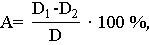 A= D₁ -D₂ / D · 100 %,